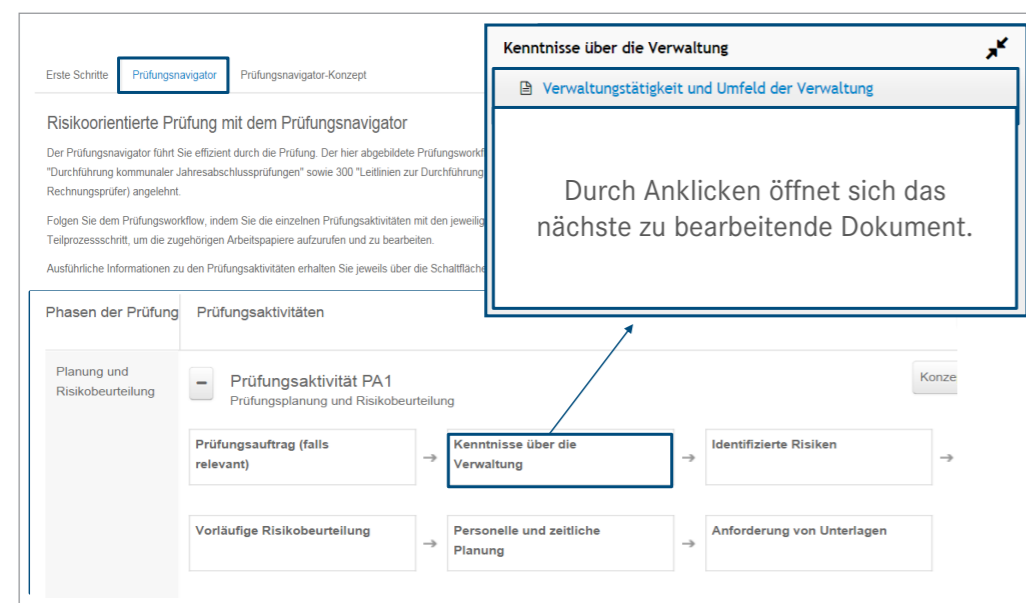 Erste Schritte Prüfungsnavigator Prüfungsnavigator-Konzept
Risikoorientierte Prüfung mit dem Prüfungsnavigator
Der Prüfungsnavigator führt Sie effizient durch die Prüfung. Der hier abgebildete
"Durchführung kommunaler Jahresabschlussprüfungen" sowie 300 "Leitlinien zur Durchführung
Rechnungsprüfer) angelehnt.
Folgen Sie dem Prüfungsworkflow, indem Sie die einzelnen Prüfungsaktivitäten mit den
Teilprozessschritt, um die zugehörigen Arbeitspapiere aufzurufen und zu bearbeiten.
Ausführliche Informationen zu den Prüfungsaktivitäten erhalten Sie jeweils über die Schaltfläche
Kenntnisse über die Verwaltung
Verwaltungstätigkeit und Umfeld der Verwaltung
Durch Anklicken öffnet sich das
nächste zu bearbeitende Dokument.
Phasen der Prüfung Prüfungsaktivitäten
Planung und
Risikobeurteilung
Prüfungsaktivität PA1
Prüfungsplanung und Risikobeurteilung
Konze
Prüfungsauftrag (falls
relevant)
Kenntnisse über die
Verwaltung
Identifizierte Risiken
Vorläufige Risikobeurteilung
Personelle und zeitliche
Planung
Anforderung von Unterlagen